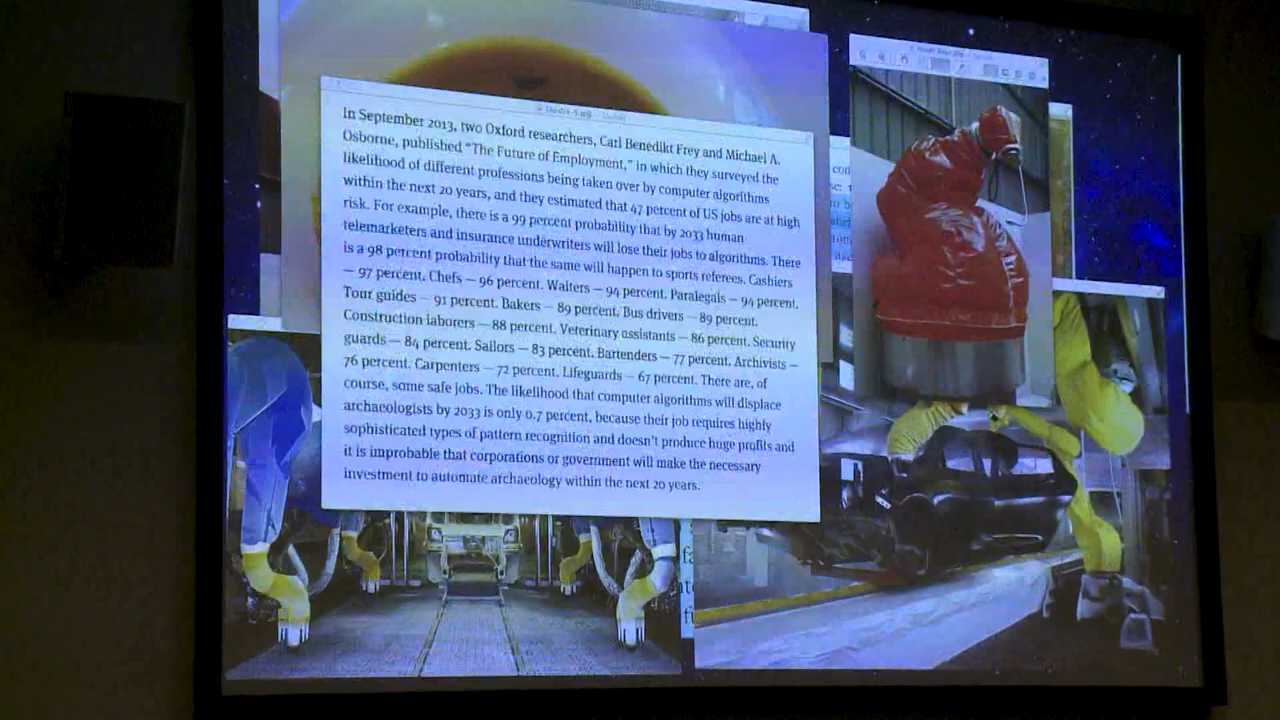 In September 2013, two Oxford researchers, Carl Benedikt Frey and Michael A.
Osborne, published “The Future of Employment,” in which they surveyed the
likelihood of different professions being taken over by computer algorithms
within the next 20 years, and they estimated that 47 percent of US jobs are at high
risk. For example, there is a 99 percent probability that by 2033 human
telemarketers and insurance underwriters will lose their jobs to algorithms. There
is a 98 percent probability that the same will happen to sports referees. Cashiers
— 97 percent. Chefs — 96 percent. Waiters — 94 percent. Paralegals — 94 percent.
Tour guides — 91 percent. Bakers — 89 percent. Bus drivers — 89 percent.
Construction laborers — 88 percent. Veterinary assistants — 86 percent. Security
guards — 84 percent. Sailors — 83 percent. Bartenders — 77 percent. Archivists —
76 percent. Carpenters — 72 percent. Lifeguards — 67 percent. There are, of
course, some safe jobs. The likelihood that computer algorithms will displace
archaeologists by 2033 is only 0.7 percent, because their job requires highly
sophisticated types of pattern recognition and doesn’t produce huge profits and
it is improbable that corporations or government will make the necessary
investment to automate archaeology within the next 20 years.